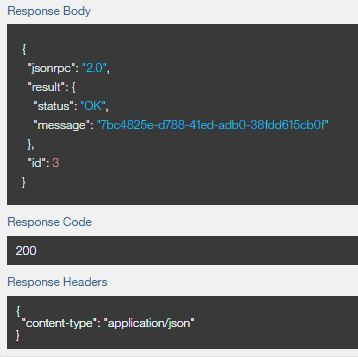 Response Body
{
"jsonrpc": "2.0",
"result": {
"status": "OK",
"message": "7bc4825e-d788-41ed-adb0-38fdd615cb0f"
},
"id": 3
}
Response Code
200
Response Headers
{
"content-type": "application/json"
}